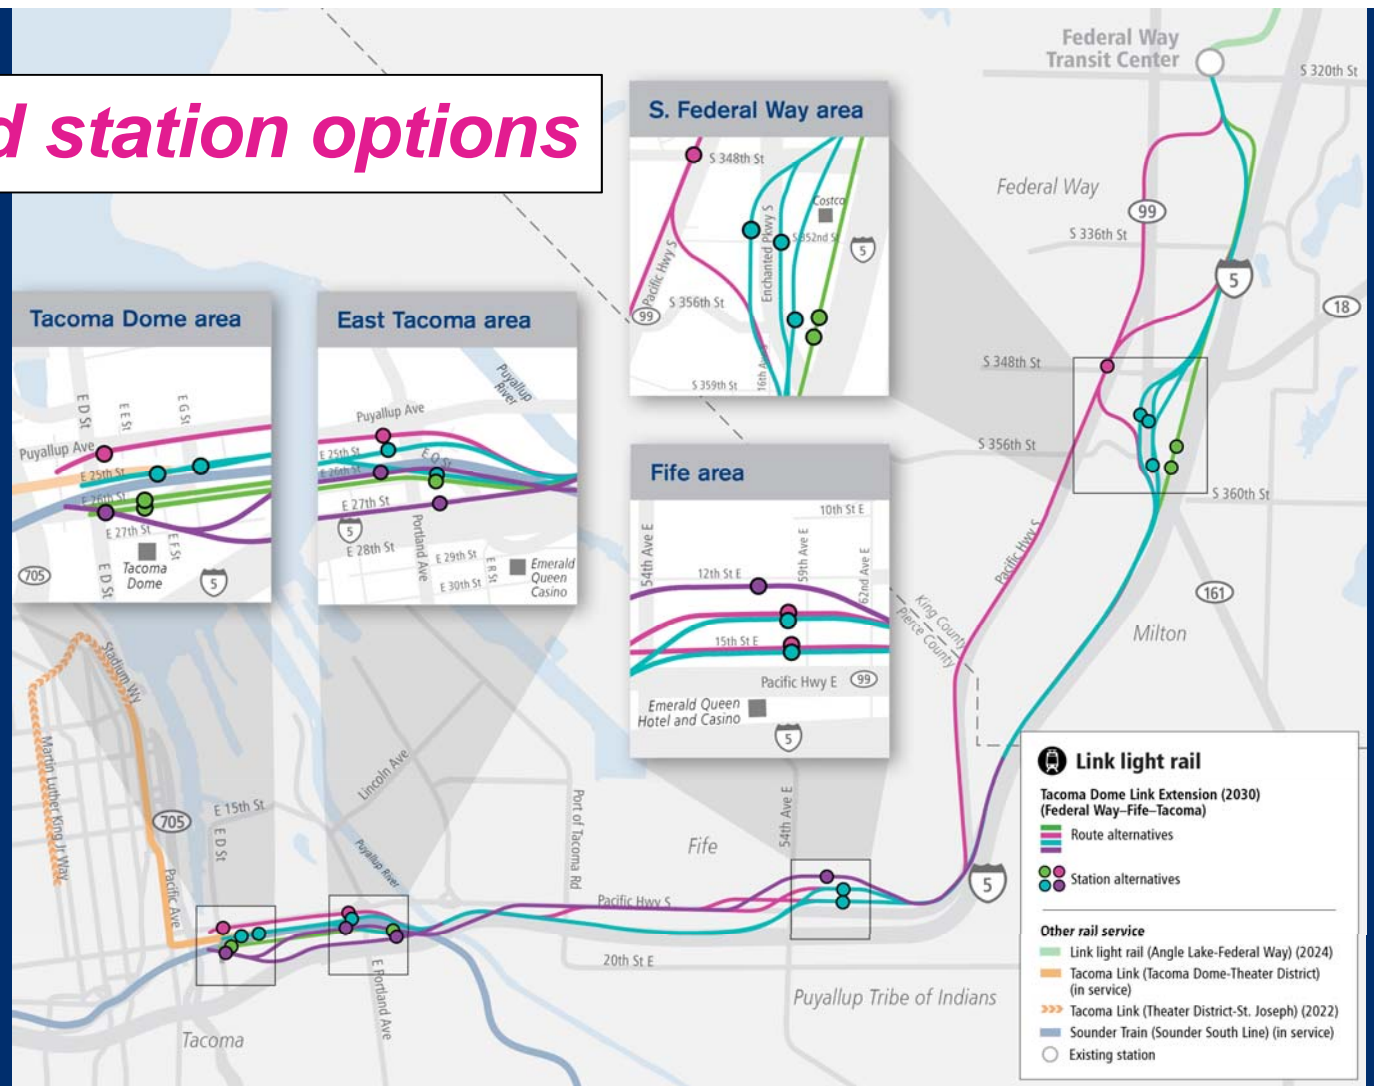 d station options
Federal Way
Transit Center
S 320th St
S. Federal Way area
S 348th St
Costco
Enchanted Pkwy S
S 352nd St
5
Pacific Hwy S
S 356th St
99
16th Ave S
S 359th St
Federal Way
99
S 336th St
5
18
S 348th St
S 356th St
S 360th St
Pacific Hwy S
161
King County
Pierce County
Milton
Tacoma Dome area
E D St
E E St
E G St
Puyallup Ave
E 25th St
E 26th St
E 27th St
E F St
Tacoma
Dome
E D St
705
5
East Tacoma area
Puyallup
River
Puyallup Ave
E 25th St
E 26th St
E Q St
E 27th St
5
E 28th St
Portland Ave
E 29th St
E R St
E 30th St
Emerald
Queen
Casino
Fife area
54th Ave E
10th St E
59th Ave E
62nd Ave E
12th St E
15th St E
Pacific Hwy E
99
Emerald Queen
Hotel and Casino
5
Stadium Wy
Martin Luther King Jr Way
705
E 15th St
E D St
Pacific Ave
Lincoln Ave
Puyallup River
Port of Tacoma Rd
Fife
54th Ave E
Pacific Hwy S
5
20th St E
E Portland Ave
Puyallup Tribe of Indians
Tacoma
Link light rail
Tacoma Dome Link Extension (2030)
(Federal Way–Fife–Tacoma)
Route alternatives
Station alternatives
Other rail service
Link light rail (Angle Lake-Federal Way) (2024)
Tacoma Link (Tacoma Dome-Theater District)
(in service)
Tacoma Link (Theater District-St. Joseph) (2022)
Sounder Train (Sounder South Line) (in service)
Existing station